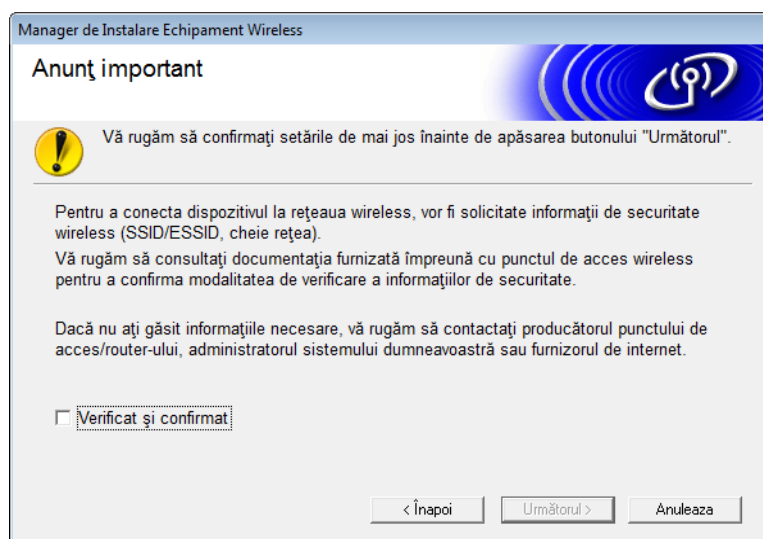 Manager de Instalare Echipament Wireless
Anunţ important
Vă rugăm să confirmaţi setările de mai jos înainte de apăsarea butonului "Următorul".
Pentru a conecta dispozitivul la reţeaua wireless, vor fi solicitate informaţii de securitate
wireless (SSID/ESSID, cheie reţea).
Vă rugăm să consultaţi documentaţia furnizată împreună cu punctul de acces wireless
pentru a confirma modalitatea de verificare a informaţiilor de securitate.
Dacă nu aţi găsit informaţiile necesare, vă rugăm să contactaţi producătorul punctului de
acces/router-ului, administratorul sistemului dumneavoastră sau furnizorul de internet.
Verificat şi confirmat
< Înapoi
Următorul >
Anuleaza